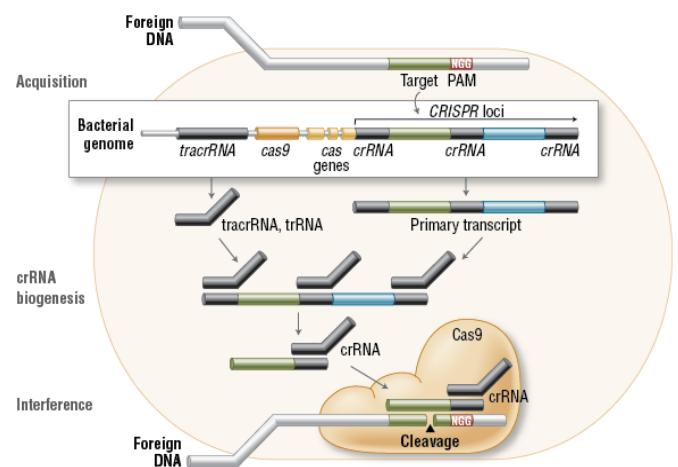 Foreign
DNA
NGG
Acquisition
Target PAM
CRISPR loci
Bacterial
genome
tracrRNA
cas9
cas
genes
crRNA
crRNA
crRNA
tracrRNA, trRNA
Primary transcript
crRNA
biogenesis
Cas9
crRNA
crRNA
Interference
NGG
Cleavage
Foreign
DNA